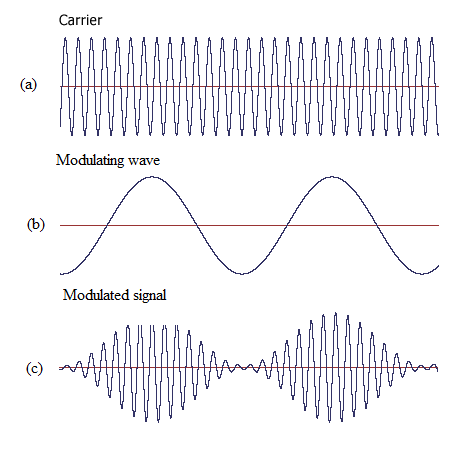 Carrier
(a)
Modulating wave
(b)
Modulated signal
(c)